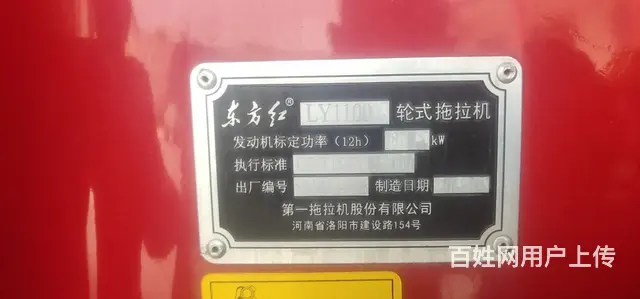 东方红® LY1100 轮式拖拉机
发动机标定功率（12h） kW
执行标准
出厂编号 制造日期
第一拖拉机股份有限公司
河南省洛阳市建设路154号
百姓网用户上传